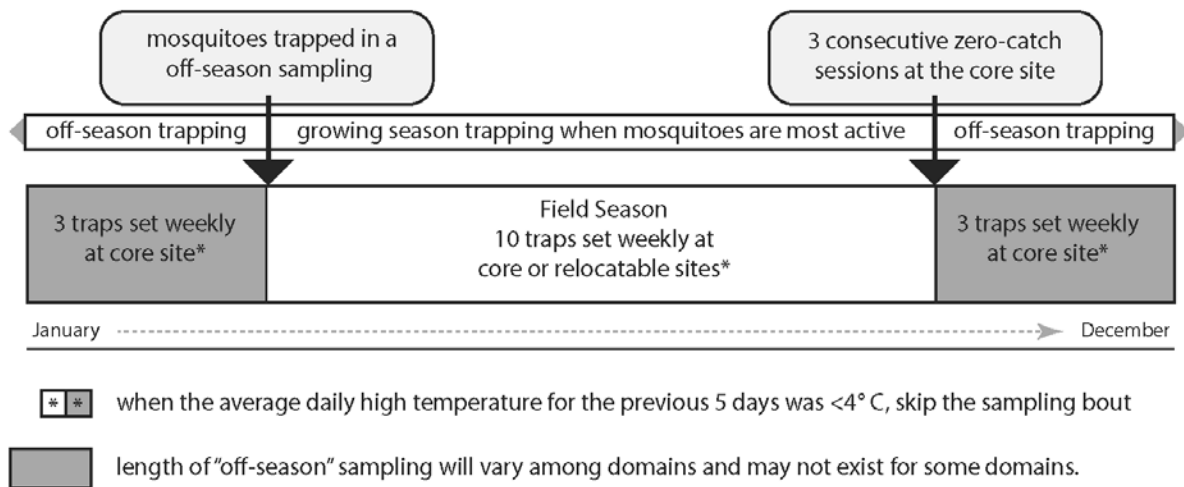 mosquitoes trapped in a
off-season sampling
3 consecutive zero-catch
sessions at the core site
off-season trapping
growing season trapping when mosquitoes are most active
off-season trapping
3 traps set weekly
at core site*
Field Season
10 traps set weekly at
core or relocatable sites*
3 traps set weekly
at core site*
January
December
* *
when the average daily high temperature for the previous 5 days was <4° C, skip the sampling bout
length of "off-season" sampling will vary among domains and may not exist for some domains.